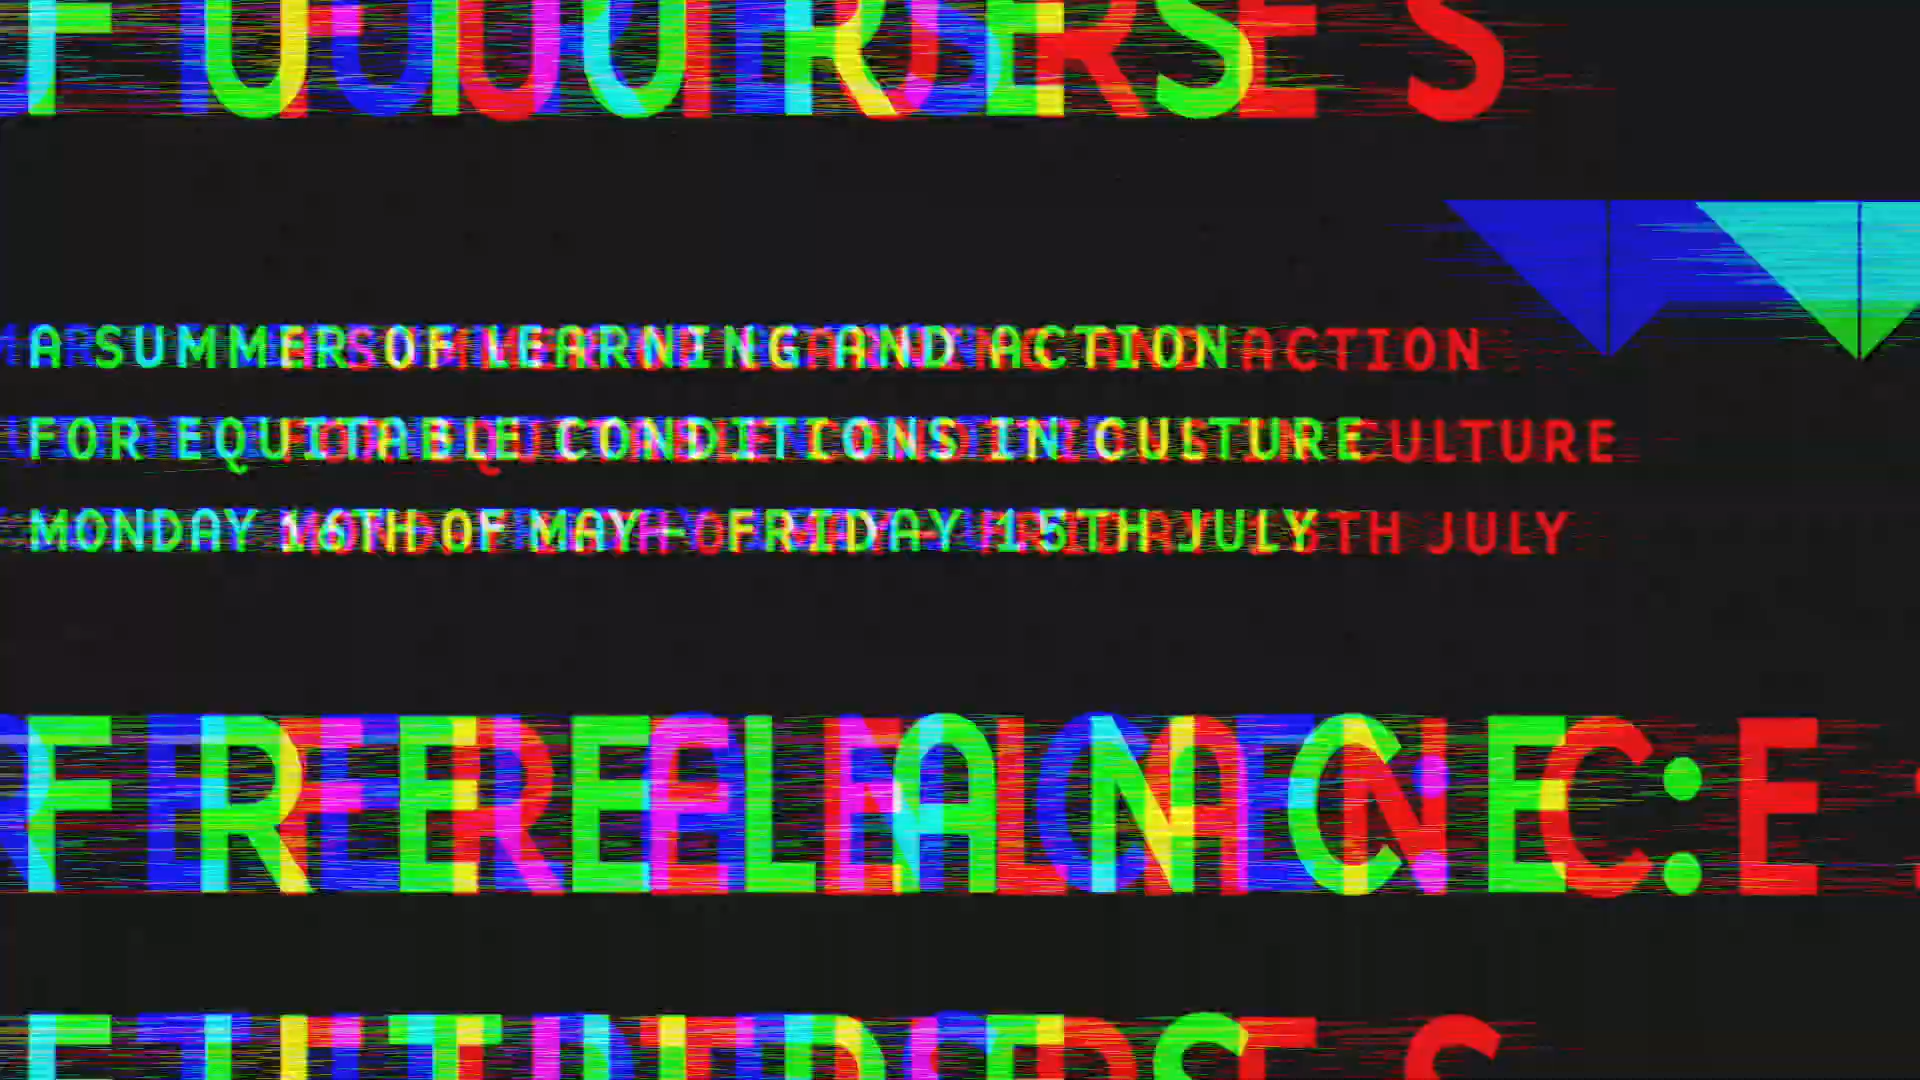 FUTURES
A SUMMER OF LEARNING AND ACTION
FOR EQUITABLE CONDITIONS IN CULTURE
MONDAY 16TH OF MAY – FRIDAY 15TH JULY
FREELANCE:
FUTURES